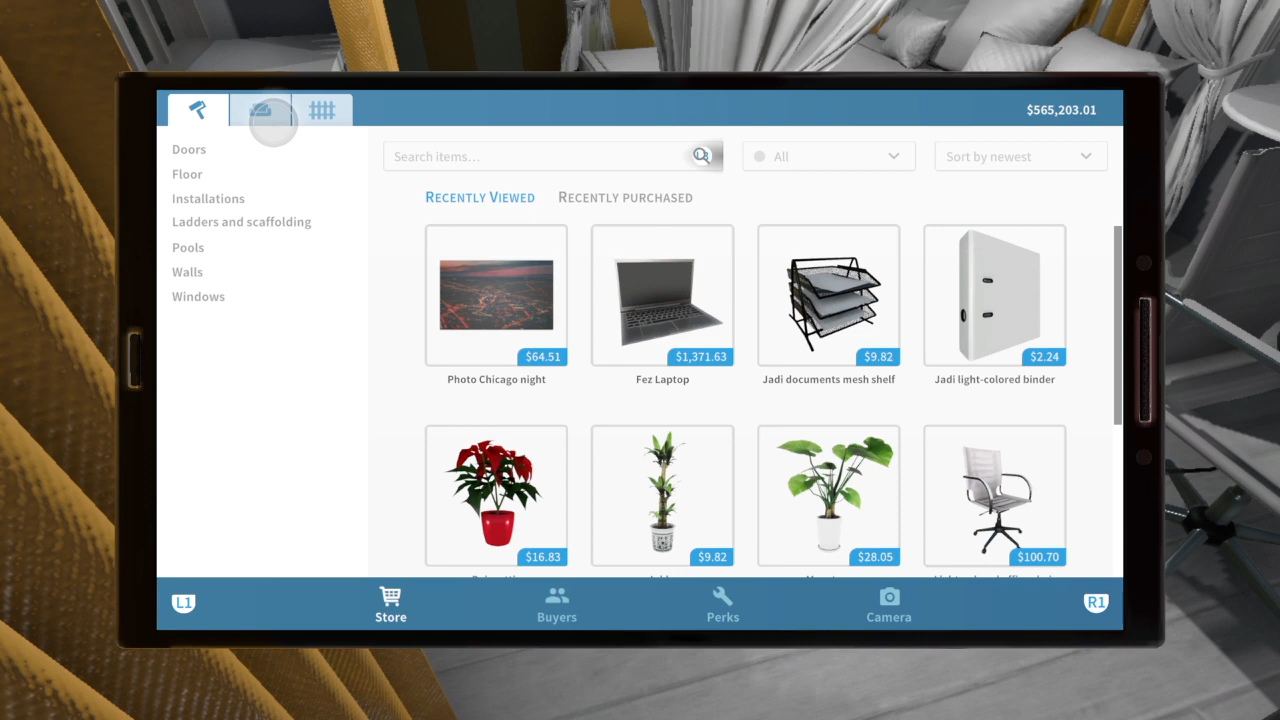 $565,203.01
Doors
Floor
Installations
Ladders and scaffolding
Pools
Walls
Windows
Search items...
All
Sort by newest
RECENTLY VIEWED
RECENTLY PURCHASED
$64.51
$1,371.63
$9.82
$2.24
Photo Chicago night
Fez Laptop
Jadi documents mesh shelf
Jadi light-colored binder
$16.83
$9.82
$28.05
$100.70
L1
Store
Buyers
Perks
Camera
R1